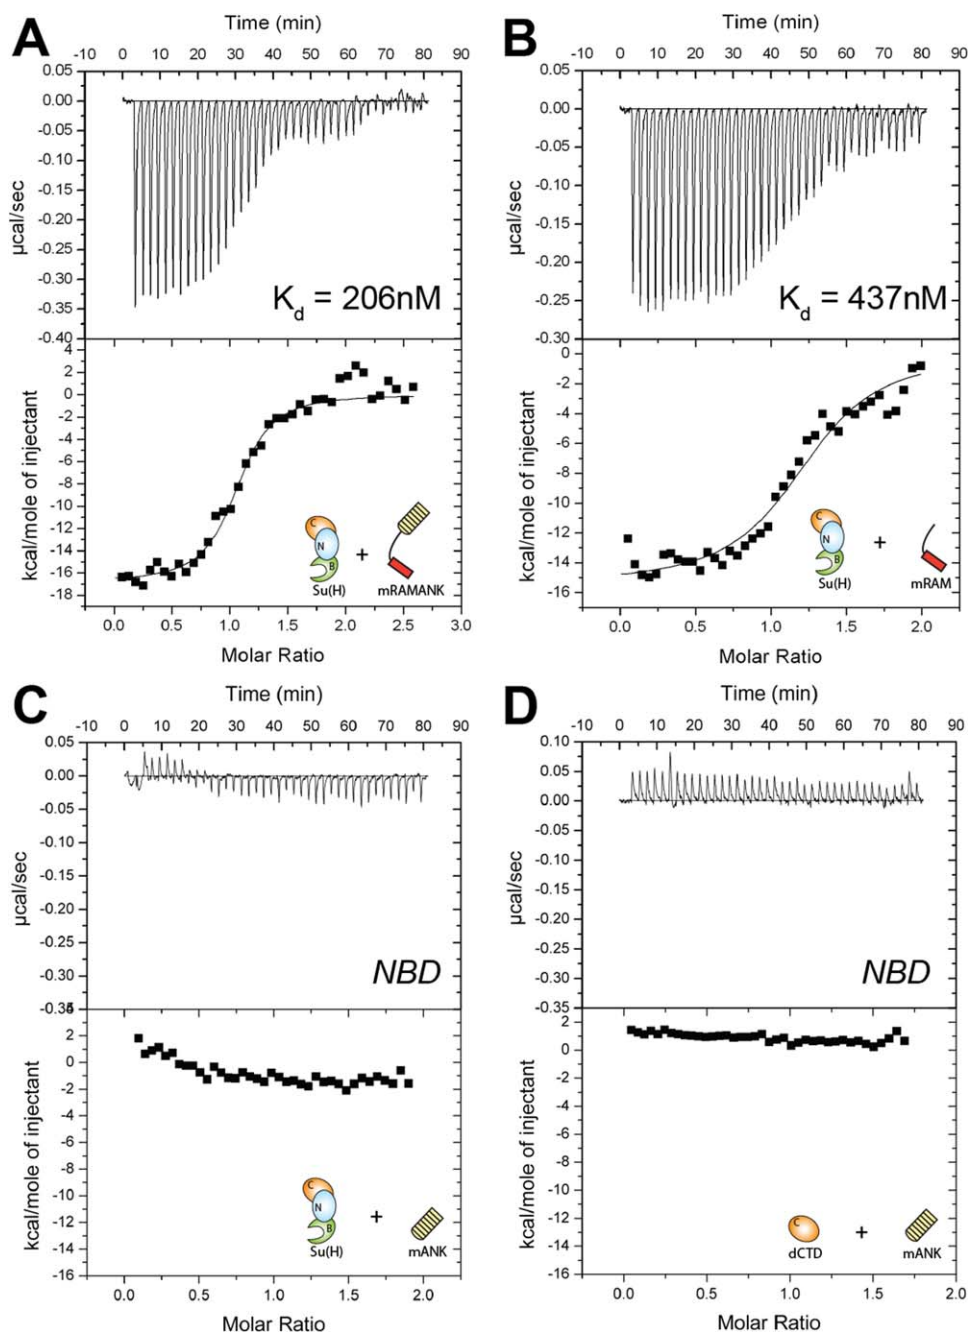 A
Time (min)
-10 0 10 20 30 40 50 60 70 80 90
0.05
0.00
-0.05
-0.10
-0.15
-0.20
-0.25
-0.30
-0.35
-0.40
µcal/sec
Kd = 206nM
4
2
0
-2
-4
-6
-8
-10
-12
-14
-16
-18
kcal/mole of injectant
C
N
B
Su(H)
+
mRAMANK
0.0 0.5 1.0 1.5 2.0 2.5 3.0
Molar Ratio
B
Time (min)
-10 0 10 20 30 40 50 60 70 80 90
0.05
0.00
-0.05
-0.10
-0.15
-0.20
-0.25
-0.30
µcal/sec
Kd = 437nM
0
-2
-4
-6
-8
-10
-12
-14
-16
kcal/mole of injectant
C
N
B
Su(H)
+
mRAM
0.0 0.5 1.0 1.5 2.0
Molar Ratio
C
Time (min)
-10 0 10 20 30 40 50 60 70 80 90
0.05
0.00
-0.05
-0.10
-0.15
-0.20
-0.25
-0.30
-0.35
µcal/sec
NBD
2
0
-2
-4
-6
-8
-10
-12
-14
-16
kcal/mole of injectant
C
N
B
Su(H)
+
mANK
0.0 0.5 1.0 1.5 2.0
Molar Ratio
D
Time (min)
-10 0 10 20 30 40 50 60 70 80 90
0.10
0.05
0.00
-0.05
-0.10
-0.15
-0.20
-0.25
-0.30
-0.35
µcal/sec
NBD
2
0
-2
-4
-6
-8
-10
-12
-14
-16
kcal/mole of injectant
C
dCTD
+
mANK
0.0 0.5 1.0 1.5 2.0
Molar Ratio